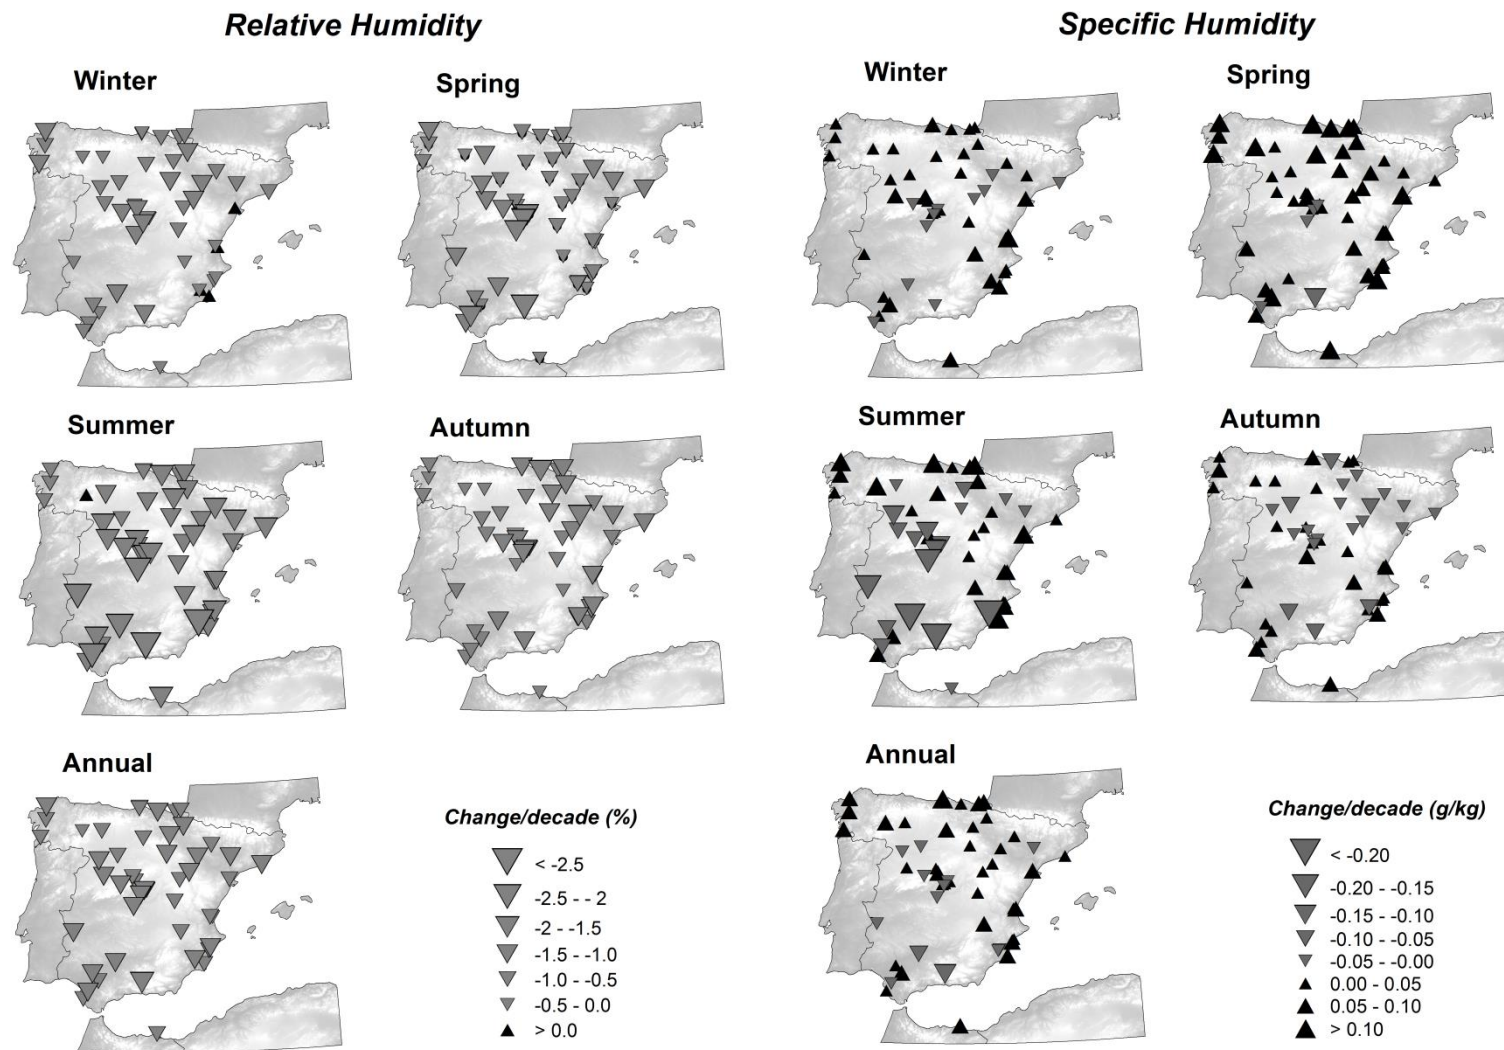 Relative Humidity
Specific Humidity
Winter
Spring
Winter
Spring
Summer
Autumn
Summer
Autumn
Annual
Annual
Change/decade (%)
< -2.5
-2.5 - - 2
-2 - -1.5
-1.5 - -1.0
-1.0 - -0.5
-0.5 - 0.0
> 0.0
Change/decade (g/kg)
< -0.20
-0.20 - -0.15
-0.15 - -0.10
-0.10 - -0.05
-0.05 - -0.00
0.00 - 0.05
0.05 - 0.10
> 0.10